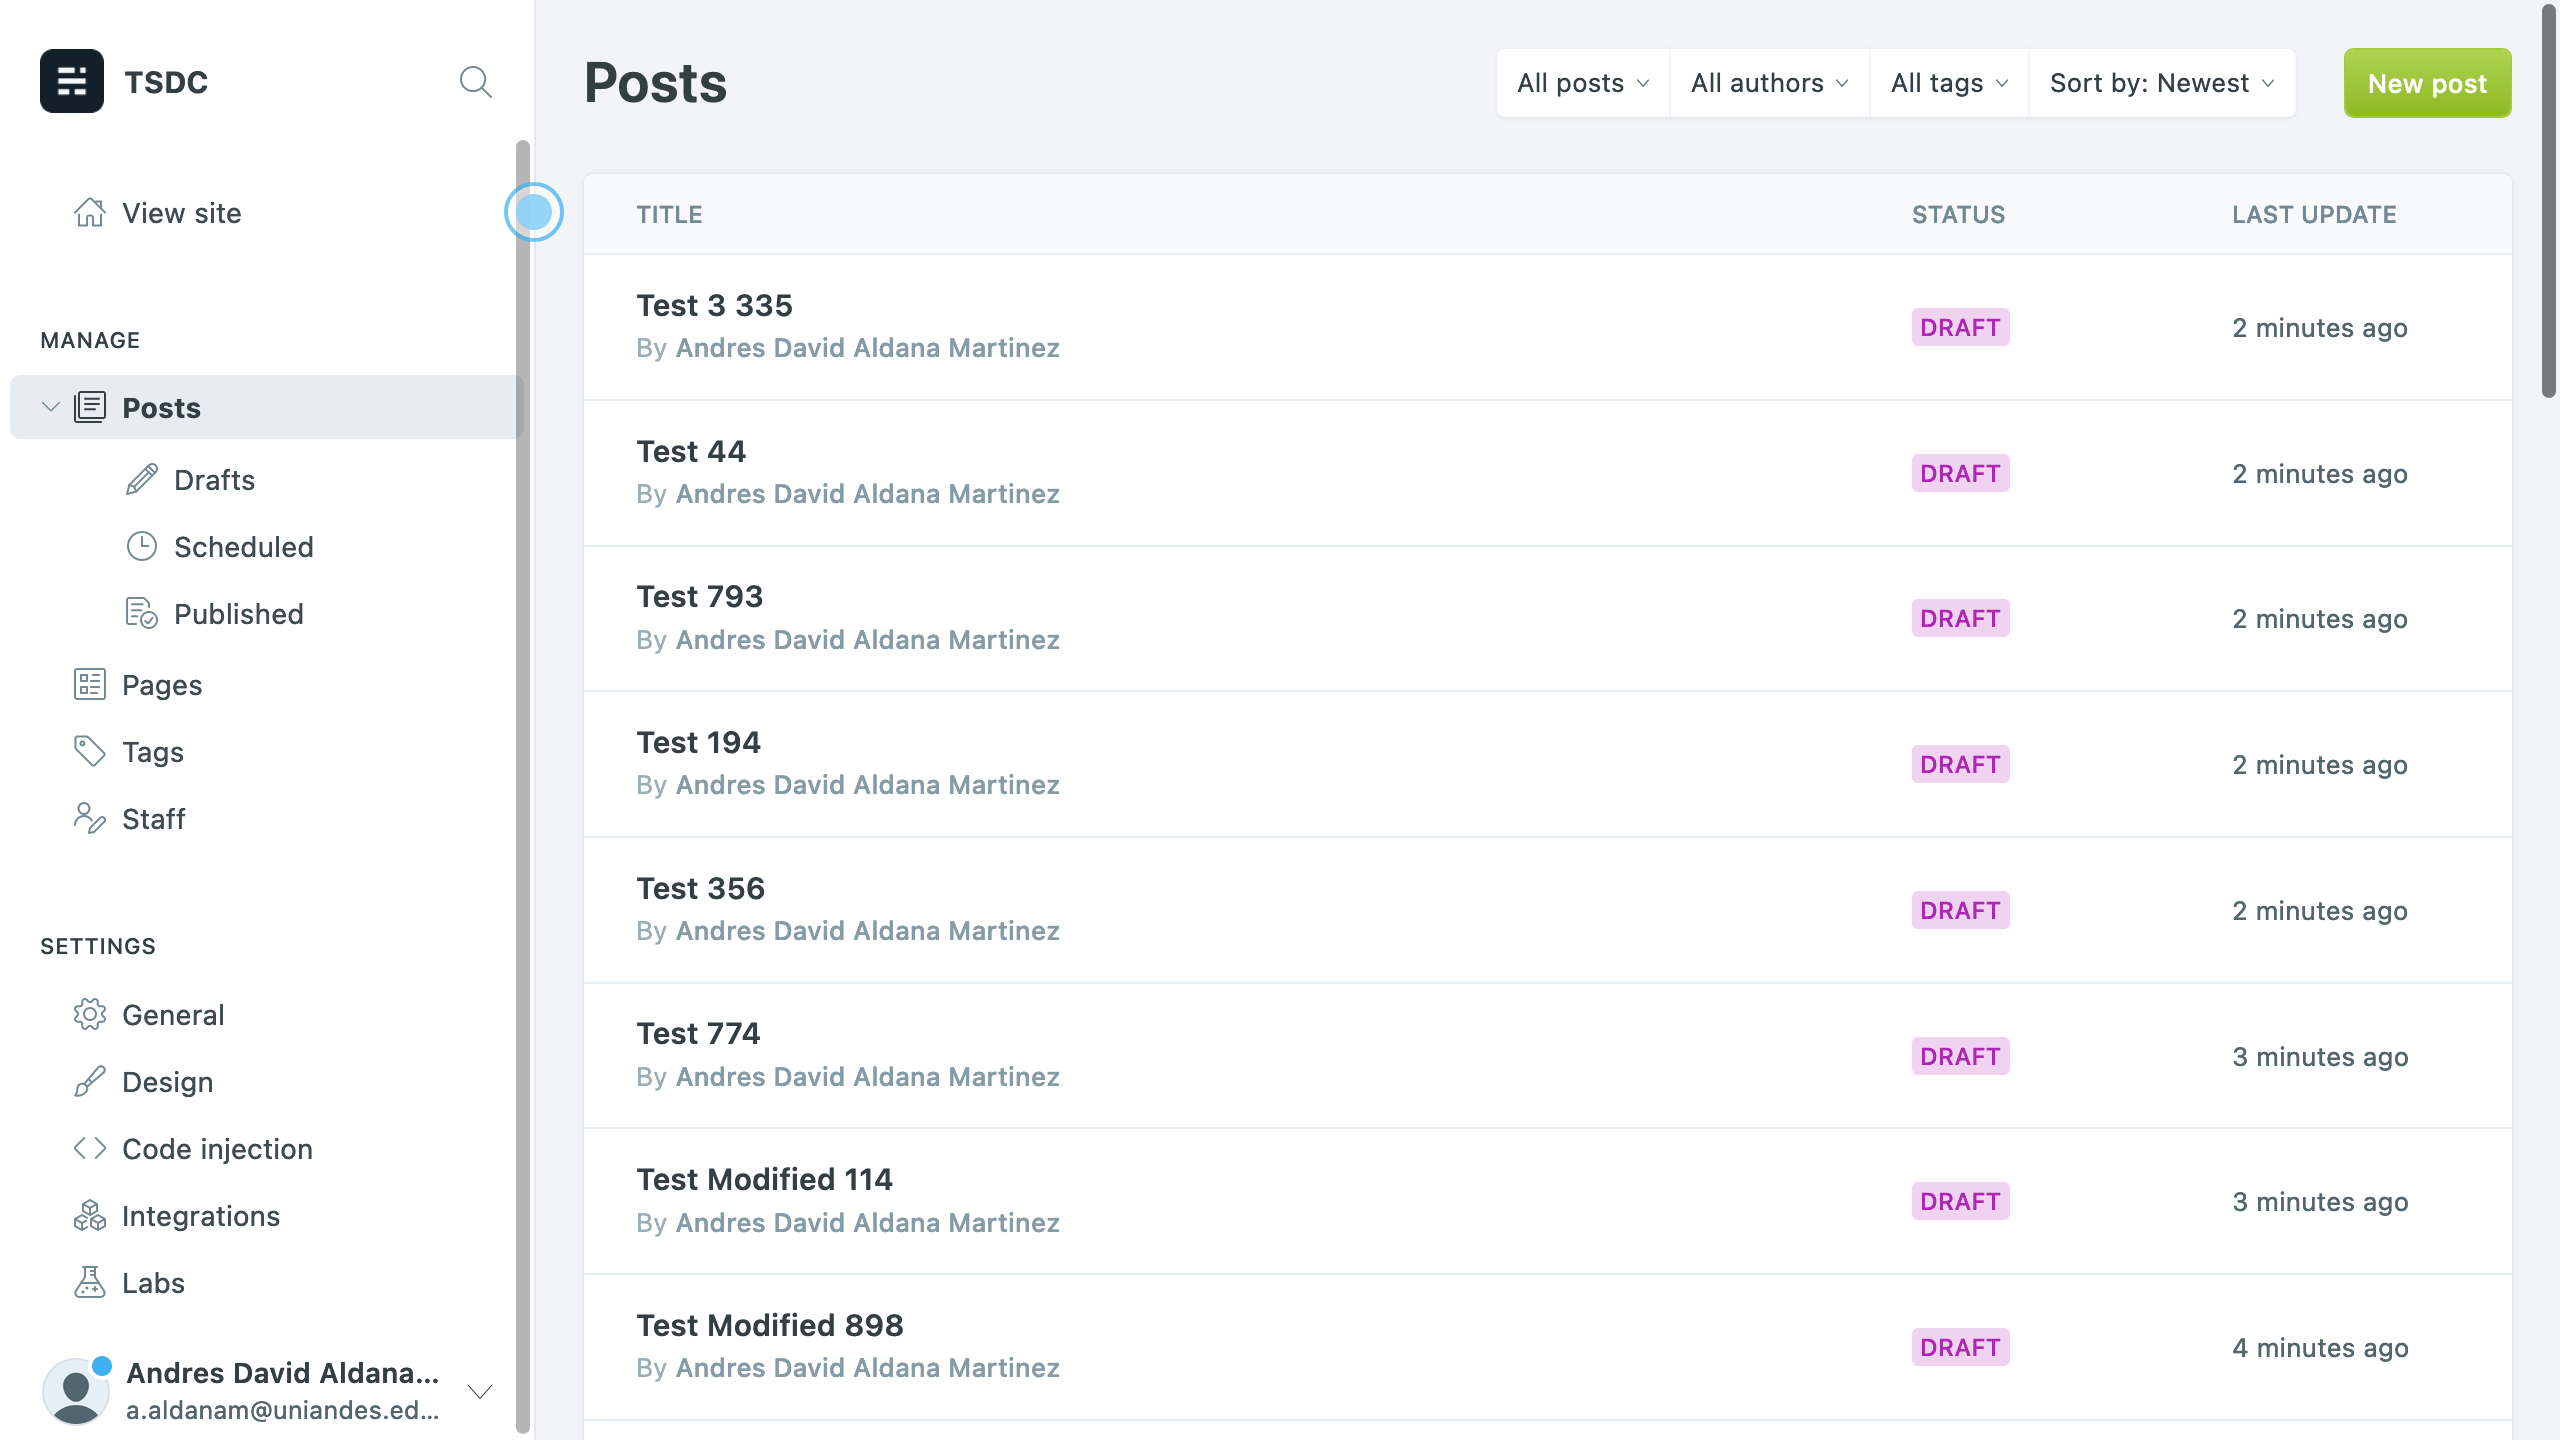 TSDC
View site
MANAGE
Posts
Drafts
Scheduled
Published
Pages
Tags
Staff
SETTINGS
General
Design
Code injection
Integrations
Labs
Andres David Aldana...
a.aldanam@uniandes.ed...
Posts
All posts
All authors
All tags
Sort by: Newest
New post
TITLE STATUS LAST UPDATE
Test 3 335
By Andres David Aldana Martinez
DRAFT
2 minutes ago
Test 44
By Andres David Aldana Martinez
DRAFT
2 minutes ago
Test 793
By Andres David Aldana Martinez
DRAFT
2 minutes ago
Test 194
By Andres David Aldana Martinez
DRAFT
2 minutes ago
Test 356
By Andres David Aldana Martinez
DRAFT
2 minutes ago
Test 774
By Andres David Aldana Martinez
DRAFT
3 minutes ago
Test Modified 114
By Andres David Aldana Martinez
DRAFT
3 minutes ago
Test Modified 898
By Andres David Aldana Martinez
DRAFT
4 minutes ago